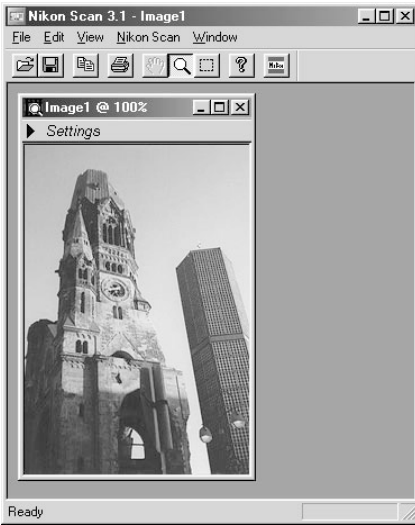 Nikon Scan 3.1 - Image1
File Edit View Nikon Scan Window
Image1 @ 100%
Settings
Ready